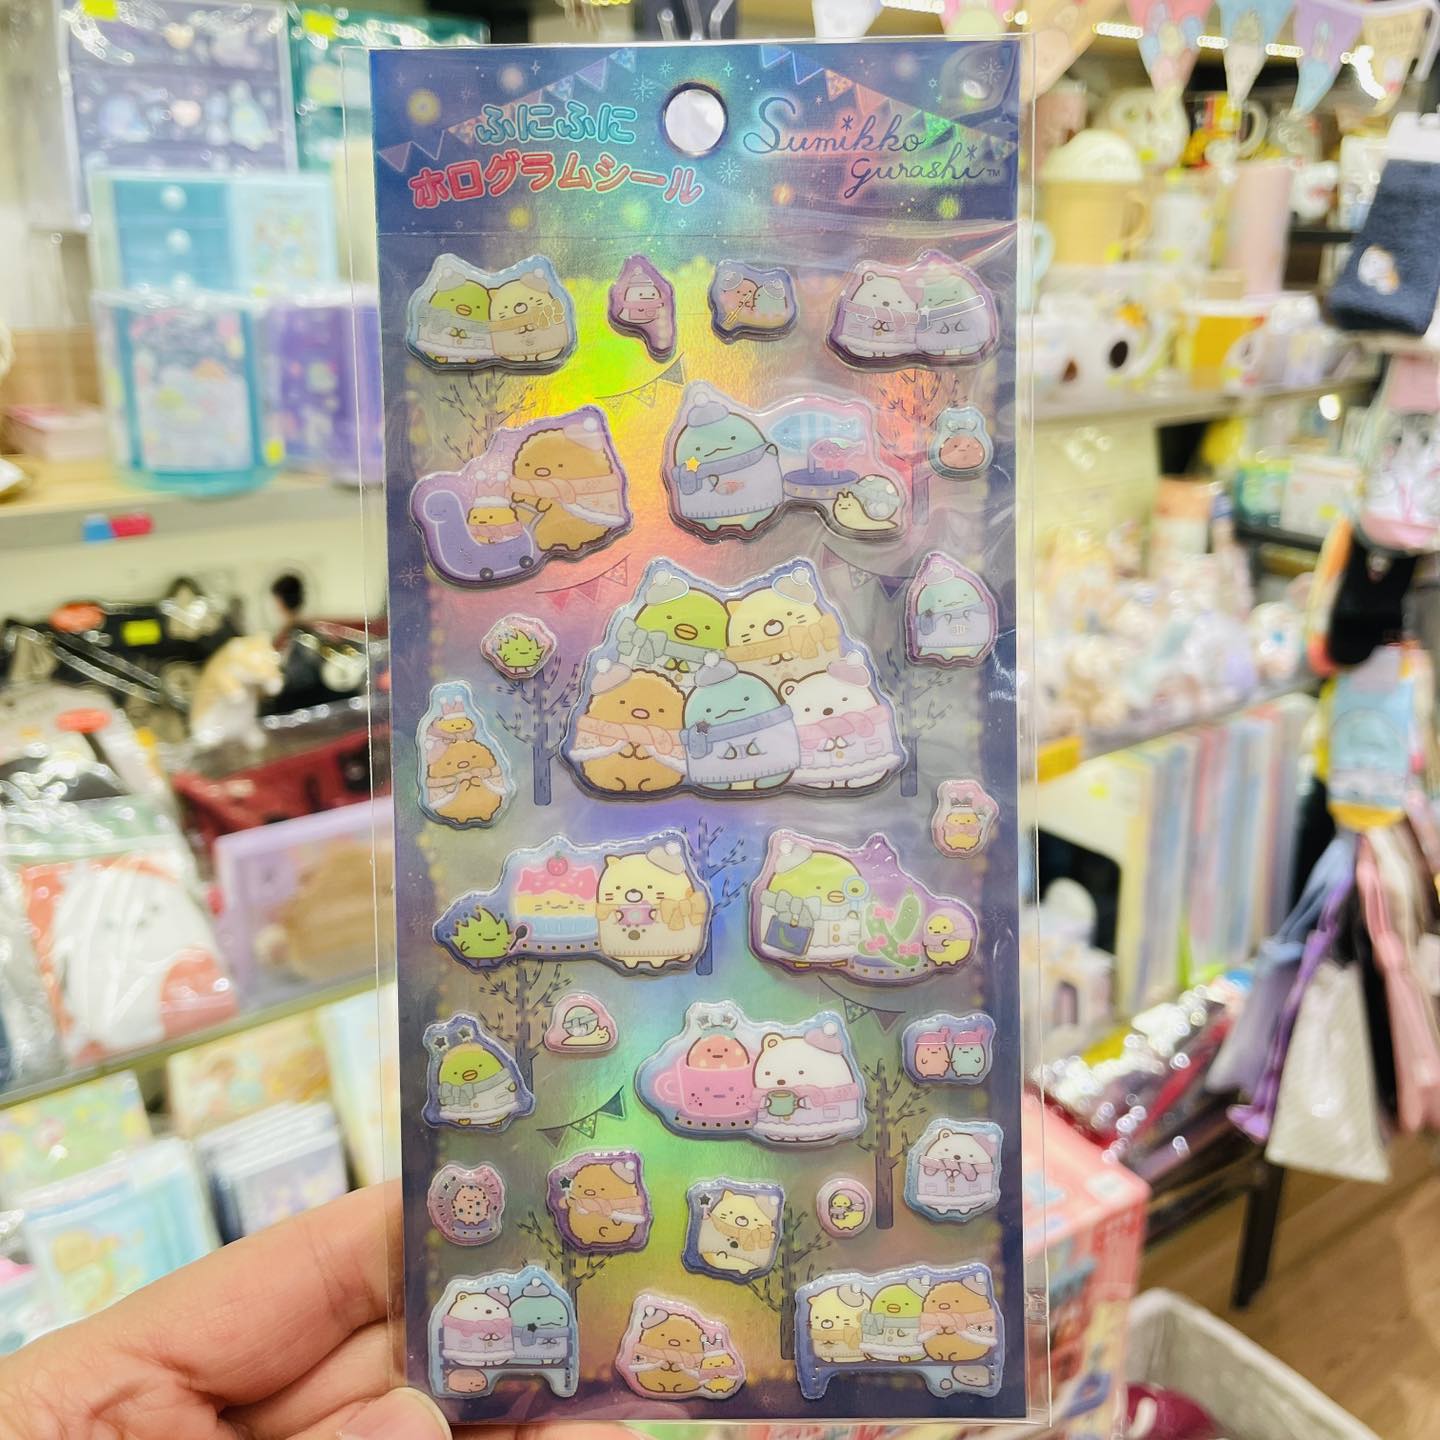 ふにふに
ホログラムシール
Sumikko
gurashi™